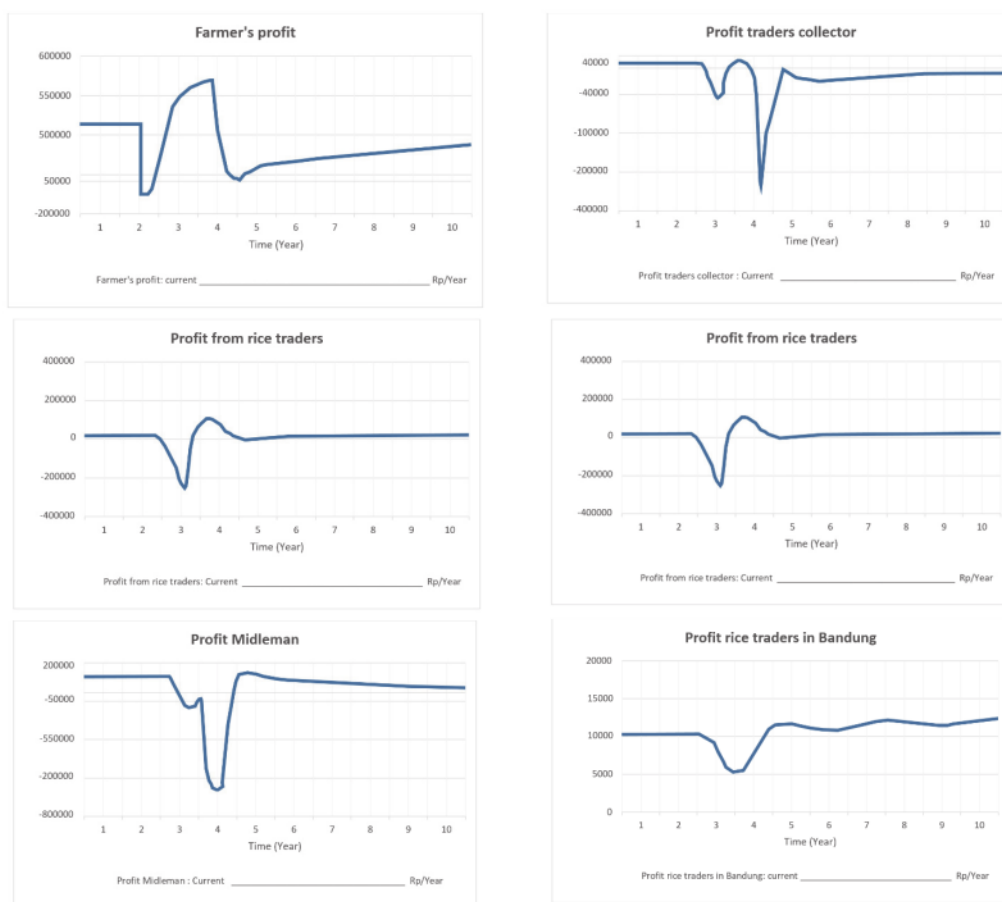 Farmer's profit
600000
550000
500000
50000
-200000
1 2 3 4 5 6 7 8 9 10
Time (Year)
Farmer's profit: current ___ Rp/Year
Profit traders collector
40000
-40000
-100000
-200000
-400000
1 2 3 4 5 6 7 8 9 10
Time (Year)
Profit traders collector : Current ___ Rp/Year
Profit from rice traders
400000
200000
0
-200000
-400000
1 2 3 4 5 6 7 8 9 10
Time (Year)
Profit from rice traders: Current ___ Rp/Year
Profit from rice traders
400000
200000
0
-200000
-400000
1 2 3 4 5 6 7 8 9 10
Time (Year)
Profit from rice traders: Current ___ Rp/Year
Profit Midleman
200000
-50000
-550000
-200000
-800000
1 2 3 4 5 6 7 8 9 10
Time (Year)
Profit Midleman : Current ___ Rp/Year
Profit rice traders in Bandung
20000
15000
10000
5000
0
1 2 3 4 5 6 7 8 9 10
Time (Year)
Profit rice traders in Bandung: current ___ Rp/Year